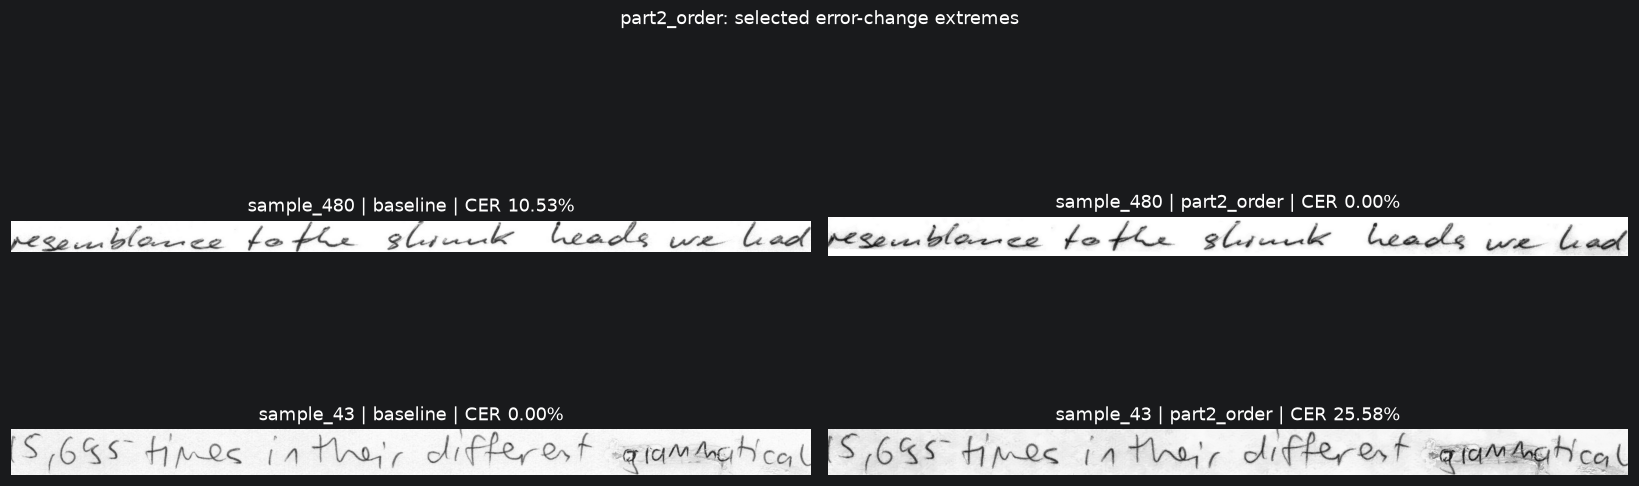 part2_order: selected error-change extremes
sample_480 | baseline | CER 10.53%
resemblance to the shrunk heads we had
sample_480 | part2_order | CER 0.00%
resemblance to the shrunk heads we had
sample_43 | baseline | CER 0.00%
15,695 times in their different grammatical
sample_43 | part2_order | CER 25.58%
15,695 times in their different grammatical